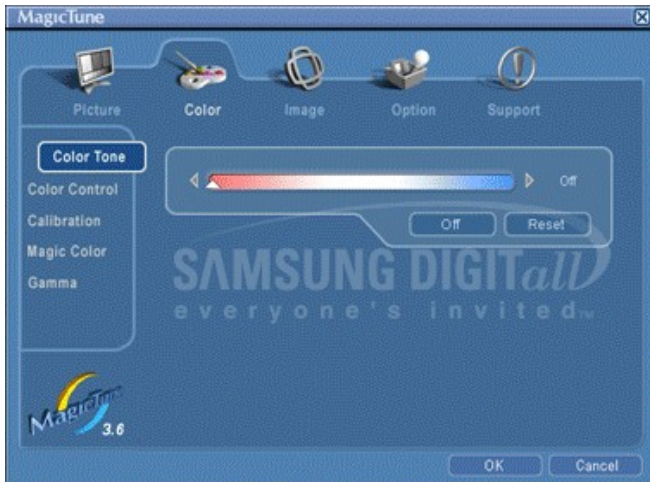 MagicTune
Picture
Color
Image
Option
Support
Color Tone
Color Control
Calibration
Magic Color
Gamma
Off
Off
Reset
SAMSUNG DIGITall
everyone's invited™
MagicTune
3.6
OK
Cancel